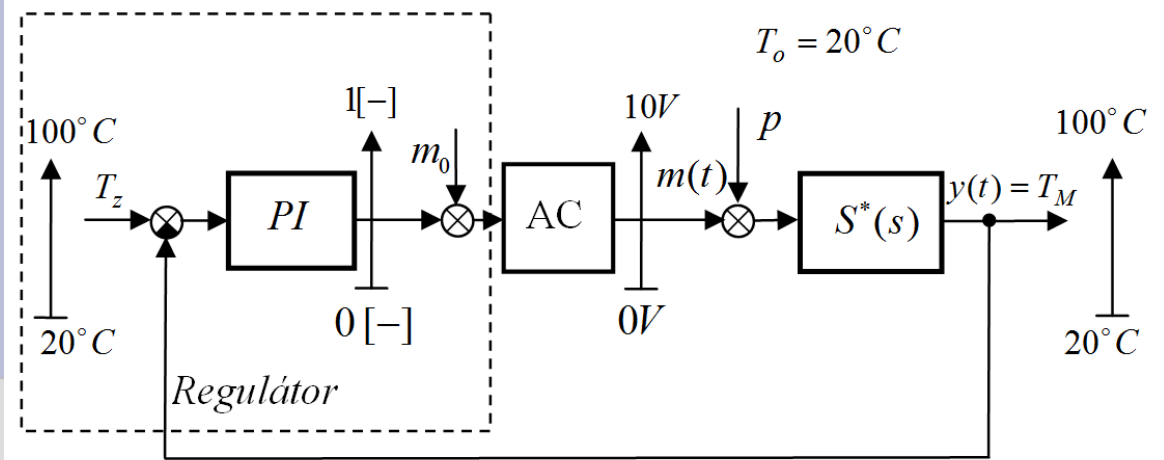 T_o = 20°C
100°C
T_z
20°C
PI
1[−]
0[−]
m_0
AC
10V
m(t)
0V
p
S*(s)
y(t) = T_M
100°C
20°C
Regulátor